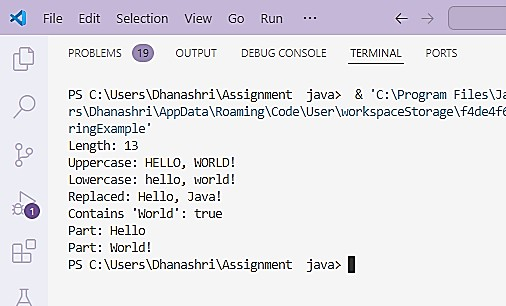 File Edit Selection View Go Run ···
PROBLEMS 19 OUTPUT DEBUG CONSOLE TERMINAL PORTS
PS C:\Users\Dhanashri\Assignment  java>  & 'C:\Program Files\Ja
rs\Dhanashri\AppData\Roaming\Code\User\workspaceStorage\f4de4f6
ringExample'
Length: 13
Uppercase: HELLO, WORLD!
Lowercase: hello, world!
Replaced: Hello, Java!
Contains 'World': true
Part: Hello
Part: World!
PS C:\Users\Dhanashri\Assignment  java>
1